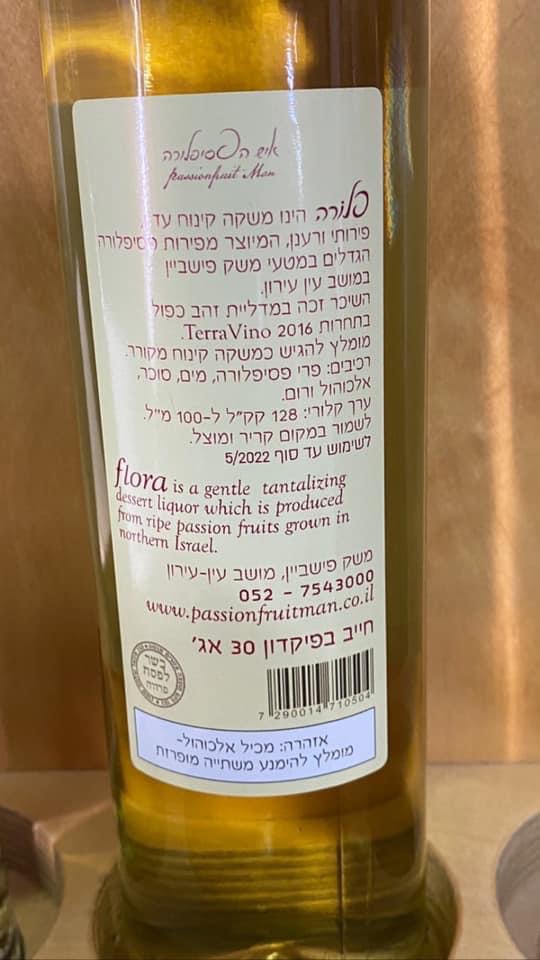 איש הפסיפלורה
passionfruit Man
פלורה הינו משקה קינוח עדין,
פירותי ורענן, המיוצר מפירות פסיפלורה
הגדלים במטעי משק פישביין
במושב עין עירון.
השיכר זכה במדליית זהב כפול
בתחרות TerraVino 2016.
מומלץ להגיש כמשקה קינוח מקורר.
רכיבים: פרי פסיפלורה, מים, סוכר,
אלכוהול ורום.
ערך קלורי: 128 קק"ל ל-100 מ"ל.
לשמור במקום קריר ומוצל.
לשימוש עד סוף 5/2022
flora is a gentle tantalizing
dessert liquor which is produced
from ripe passion fruits grown in
northern Israel.
משק פישביין, מושב עין-עירון
052 - 7543000
www.passionfruitman.co.il
חייב בפיקדון 30 אג'
כשר
לפסח
7 290014 710504
אזהרה: מכיל אלכוהול-
מומלץ להימנע משתייה מופרזת